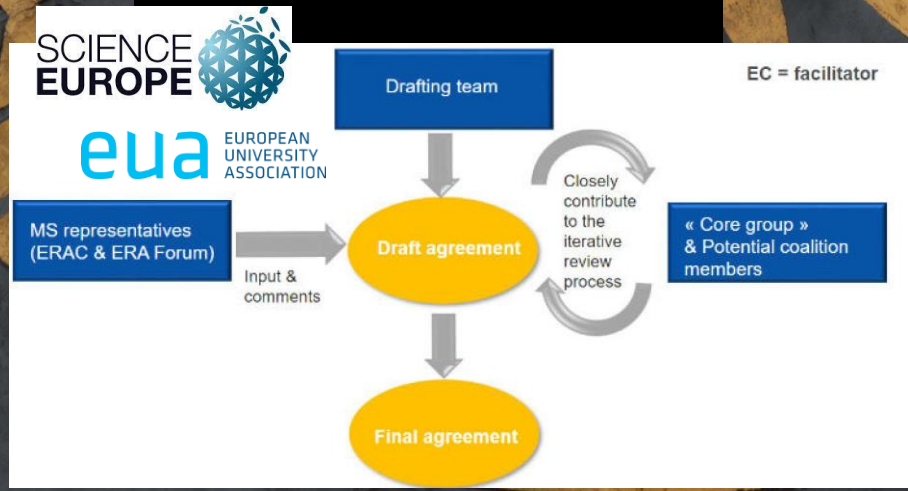 SCIENCE
EUROPE
eua
EUROPEAN
UNIVERSITY
ASSOCIATION
Drafting team
EC = facilitator
MS representatives
(ERAC & ERA Forum)
Input &
comments
Draft agreement
Closely
contribute
to the
iterative
review
process
« Core group »
& Potential coalition
members
Final agreement